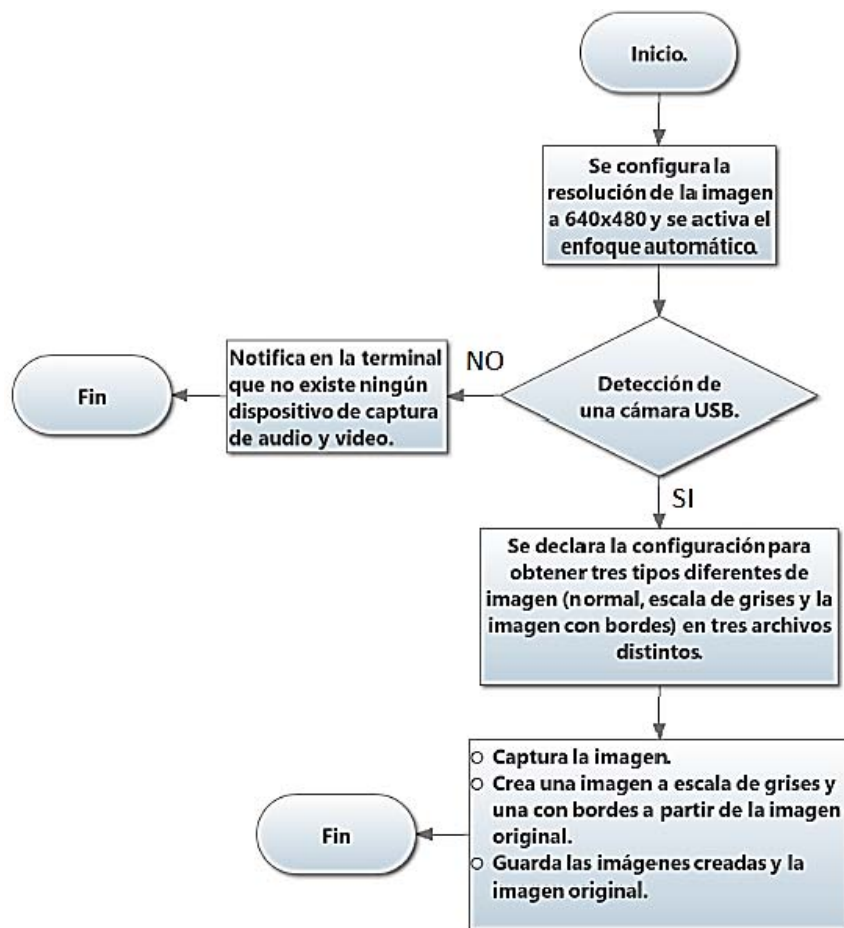 Inicio.
Se configura la
resolución de la imagen
a 640x480 y se activa el
enfoque automático.
Detección de
una cámara USB.
NO
Notifica en la terminal
que no existe ningún
dispositivo de captura
de audio y video.
Fin
SI
Se declara la configuración para
obtener tres tipos diferentes de
imagen (normal, escala de grises y la
imagen con bordes) en tres archivos
distintos.
Captura la imagen.
Crea una imagen a escala de grises y
una con bordes a partir de la imagen
original.
Guarda las imágenes creadas y la
imagen original.
Fin